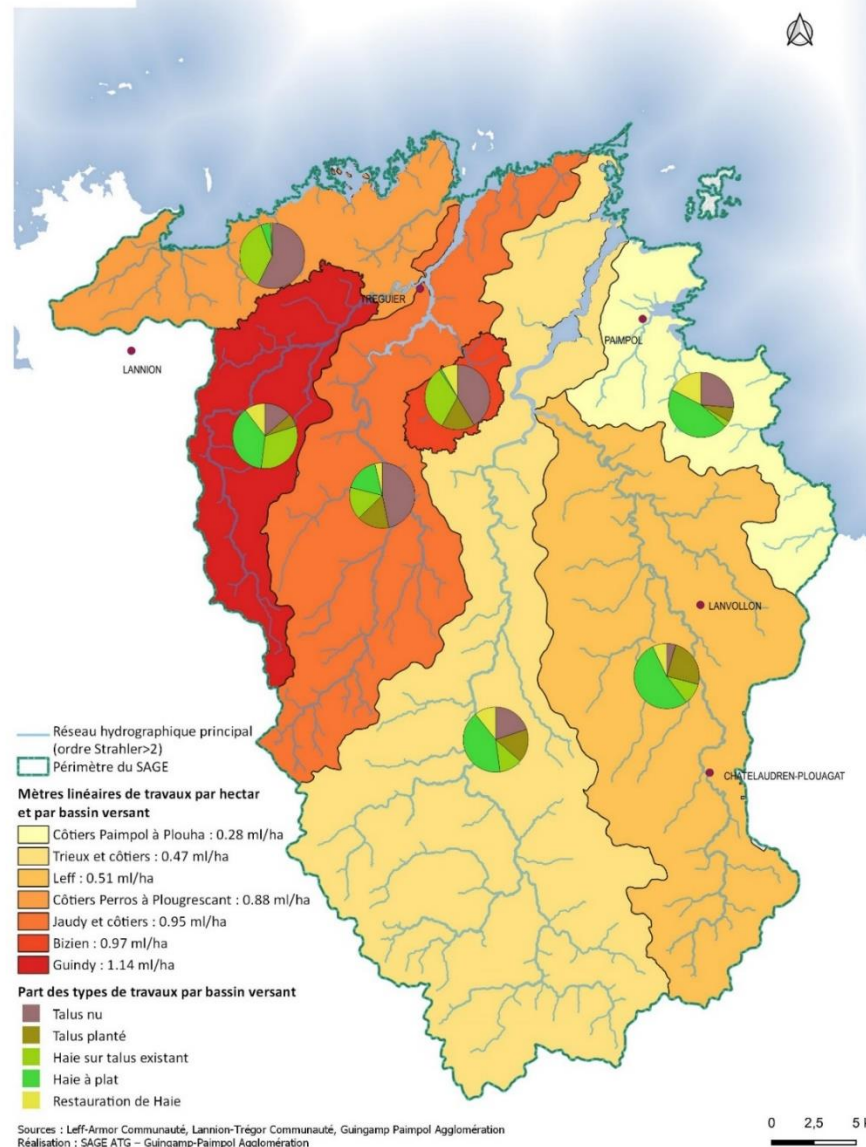 TREGUIER
LANNION
PAIMPOL
LANVOLLON
CHATELAUDREN-PLOUAGAT
Réseau hydrographique principal
(ordre Strahler>2)
Périmètre du SAGE
Mètres linéaires de travaux par hectar
et par bassin versant
Côtiers Paimpol à Plouha : 0.28 ml/ha
Trieux et côtiers : 0.47 ml/ha
Leff : 0.51 ml/ha
Côtiers Perros à Plougrescant : 0.88 ml/ha
Jaudy et côtiers : 0.95 ml/ha
Bizien : 0.97 ml/ha
Guindy : 1.14 ml/ha
Part des types de travaux par bassin versant
Talus nu
Talus planté
Haie sur talus existant
Haie à plat
Restauration de Haie
Sources : Leff-Armor Communauté, Lannion-Trégor Communauté, Guingamp Paimpol Agglomération
Réalisation : SAGE ATG – Guingamp-Paimpol Agglomération
0 2,5 5